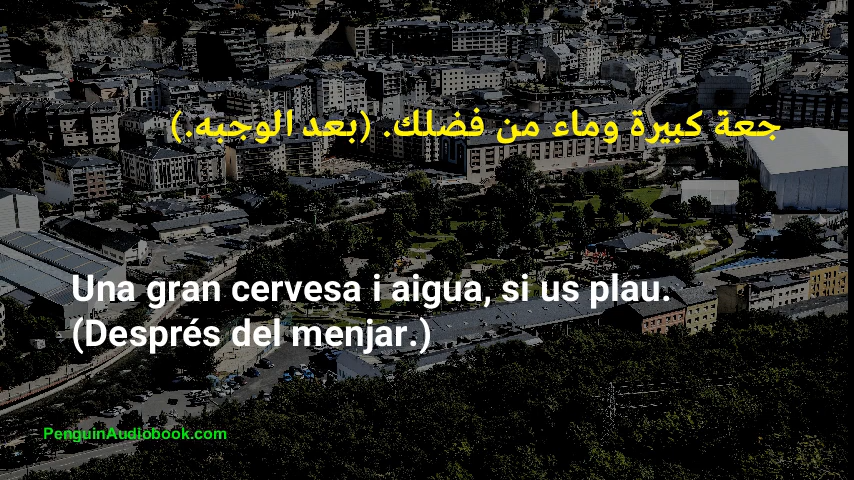 جعة كبيرة وماء من فضلك. (بعد الوجبه.)
Una gran cervesa i aigua, si us plau.
(Després del menjar.)
PenguinAudiobook.com